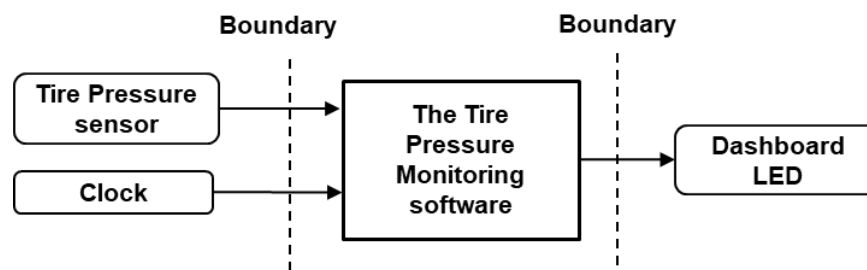 Boundary
Boundary
Tire Pressure
sensor
Clock
The Tire
Pressure
Monitoring
software
Dashboard
LED